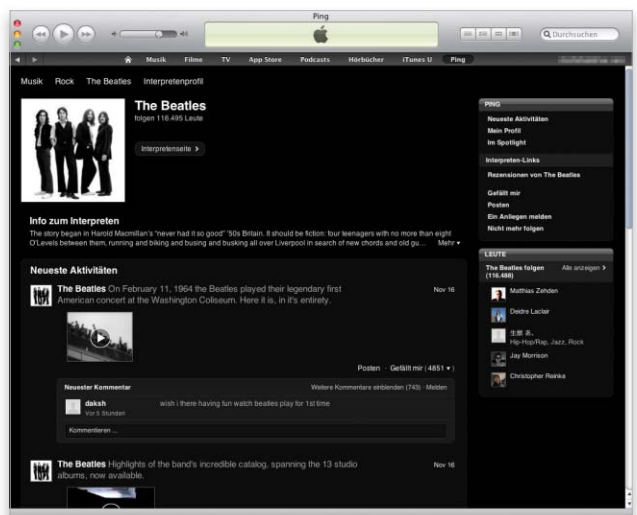 Ping
Durchsuchen
Musik Filme TV App Store Podcasts Hörbücher iTunes U Ping
Musik Rock The Beatles Interpretenprofil
The Beatles
folgen 116.495 Leute
Interpretenseite >
Info zum Interpreten
The story began in Harold Macmillan's "never had it so good" '50s Britain. It should be fiction: four teenagers with no more than eight
O'Levels between them, running and biking and busing and busking all over Liverpool in search of new chords and old gu... Mehr ▾
Neueste Aktivitäten
The Beatles On February 11, 1964 the Beatles played their legendary first Nov 16
American concert at the Washington Coliseum. Here it is, in it's entirety.
Posten · Gefällt mir (4851 ▾)
Neuester Kommentar Weitere Kommentare einblenden (743) · Melden
daksh wish i there having fun watch beatles play for 1st time
Vor 5 Stunden
Kommentieren ...
The Beatles Highlights of the band's incredible catalog, spanning the 13 studio Nov 16
albums, now available.
PING
Neueste Aktivitäten
Mein Profil
Im Spotlight
Interpreten-Links
Rezensionen von The Beatles
Gefällt mir
Posten
Ein Anliegen melden
Nicht mehr folgen
LEUTE
The Beatles folgen Alle anzeigen >
(116.488)
Matthias Zehden
Deidre Laclair
生部 あ。
Hip-Hop/Rap, Jazz, Rock
Jay Morrison
Christopher Reinke